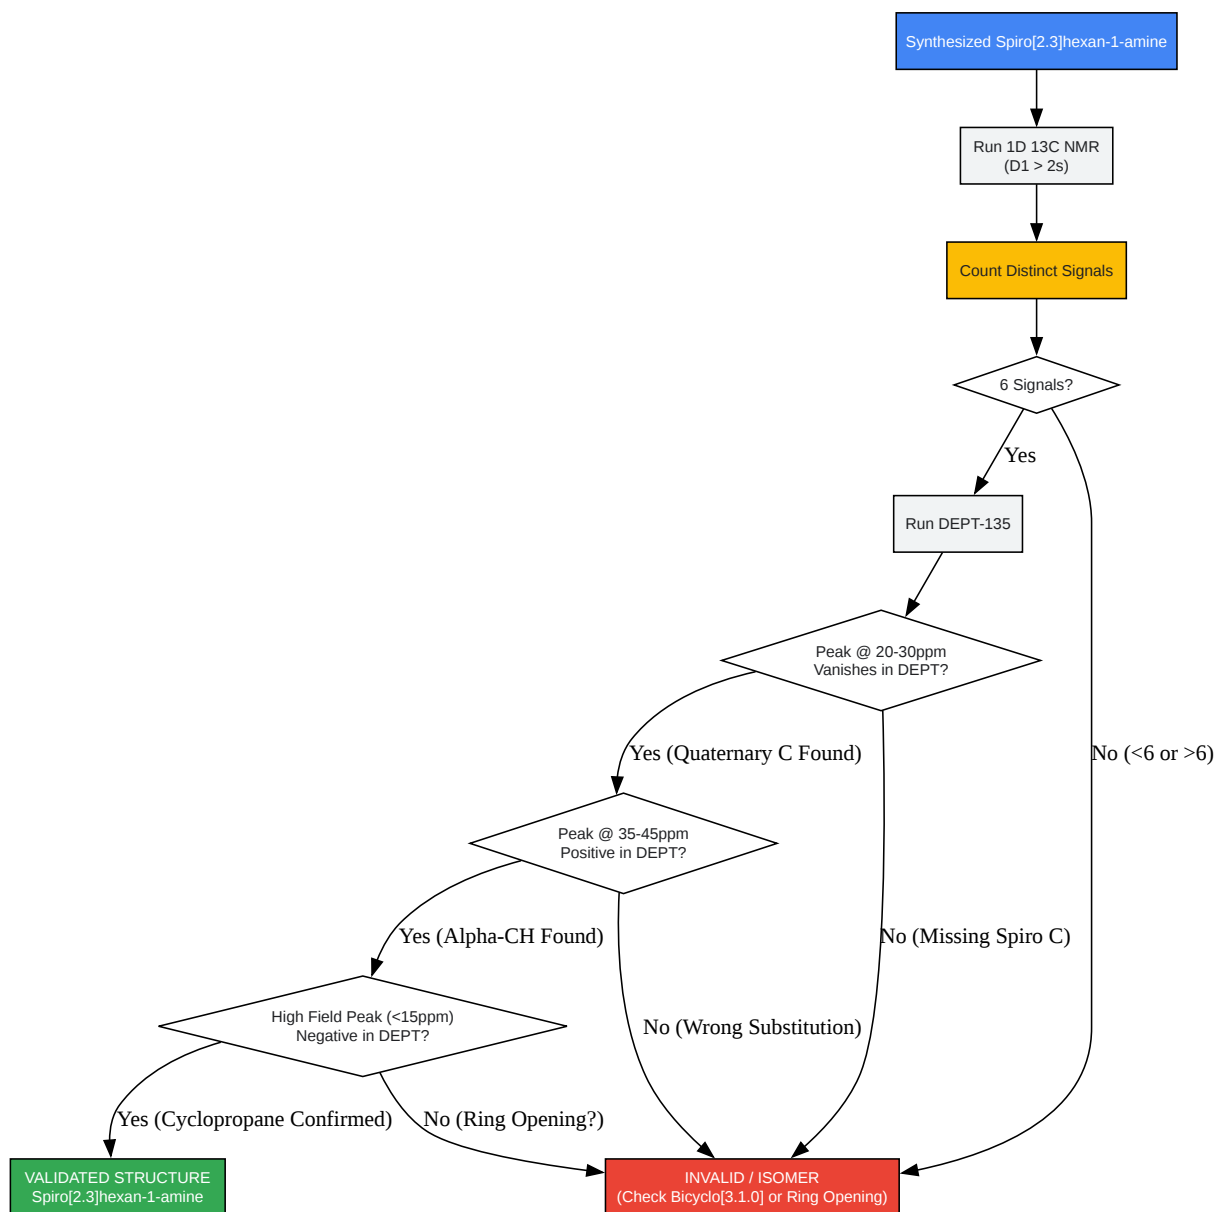 Synthesized Spiro[2.3]hexan-1-amine
Run 1D 13C NMR
(D1 > 2s)
Count Distinct Signals
6 Signals?
Yes
Run DEPT-135
Peak @ 20-30ppm
Vanishes in DEPT?
Yes (Quaternary C Found)
No (<6 or >6)
Peak @ 35-45ppm
Positive in DEPT?
Yes (Alpha-CH Found)
No (Missing Spiro C)
High Field Peak (<15ppm)
Negative in DEPT?
No (Wrong Substitution)
Yes (Cyclopropane Confirmed)
No (Ring Opening?)
VALIDATED STRUCTURE
Spiro[2.3]hexan-1-amine
INVALID / ISOMER
(Check Bicyclo[3.1.0] or Ring Opening)